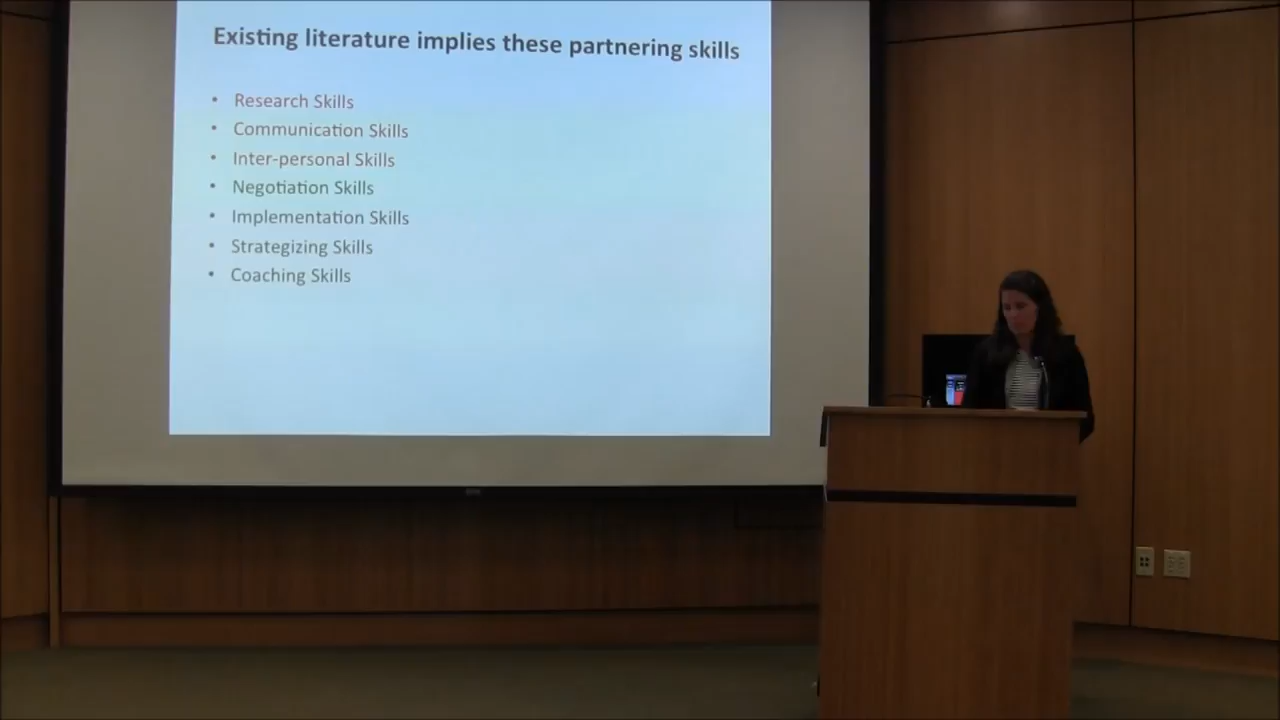 Existing literature implies these partnering skills
• Research Skills
• Communication Skills
• Inter-personal Skills
• Negotiation Skills
• Implementation Skills
• Strategizing Skills
• Coaching Skills